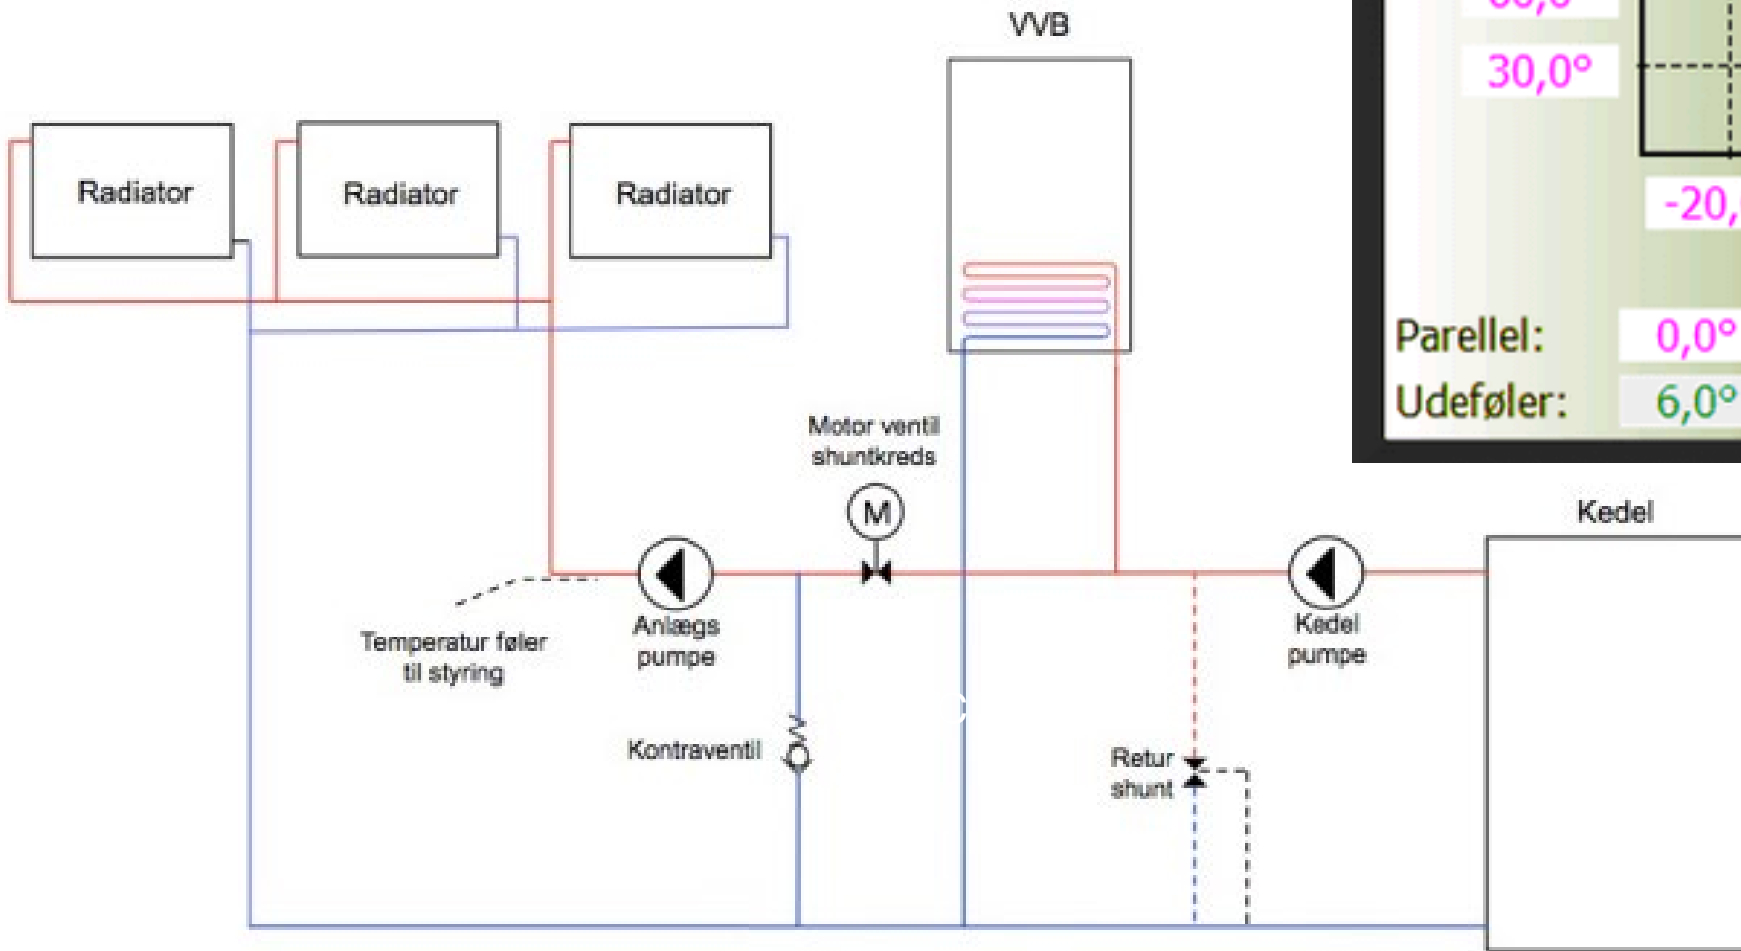 VVB
30,0°
Radiator
Radiator
Radiator
-20,
Parellel:
0,0°
Udeføler:
6,0°
Motor ventil
shuntkreds
M
Kedel
Anlægs
pumpe
Kedel
pumpe
Temperatur føler
til styring
Kontraventil
Retur
shunt